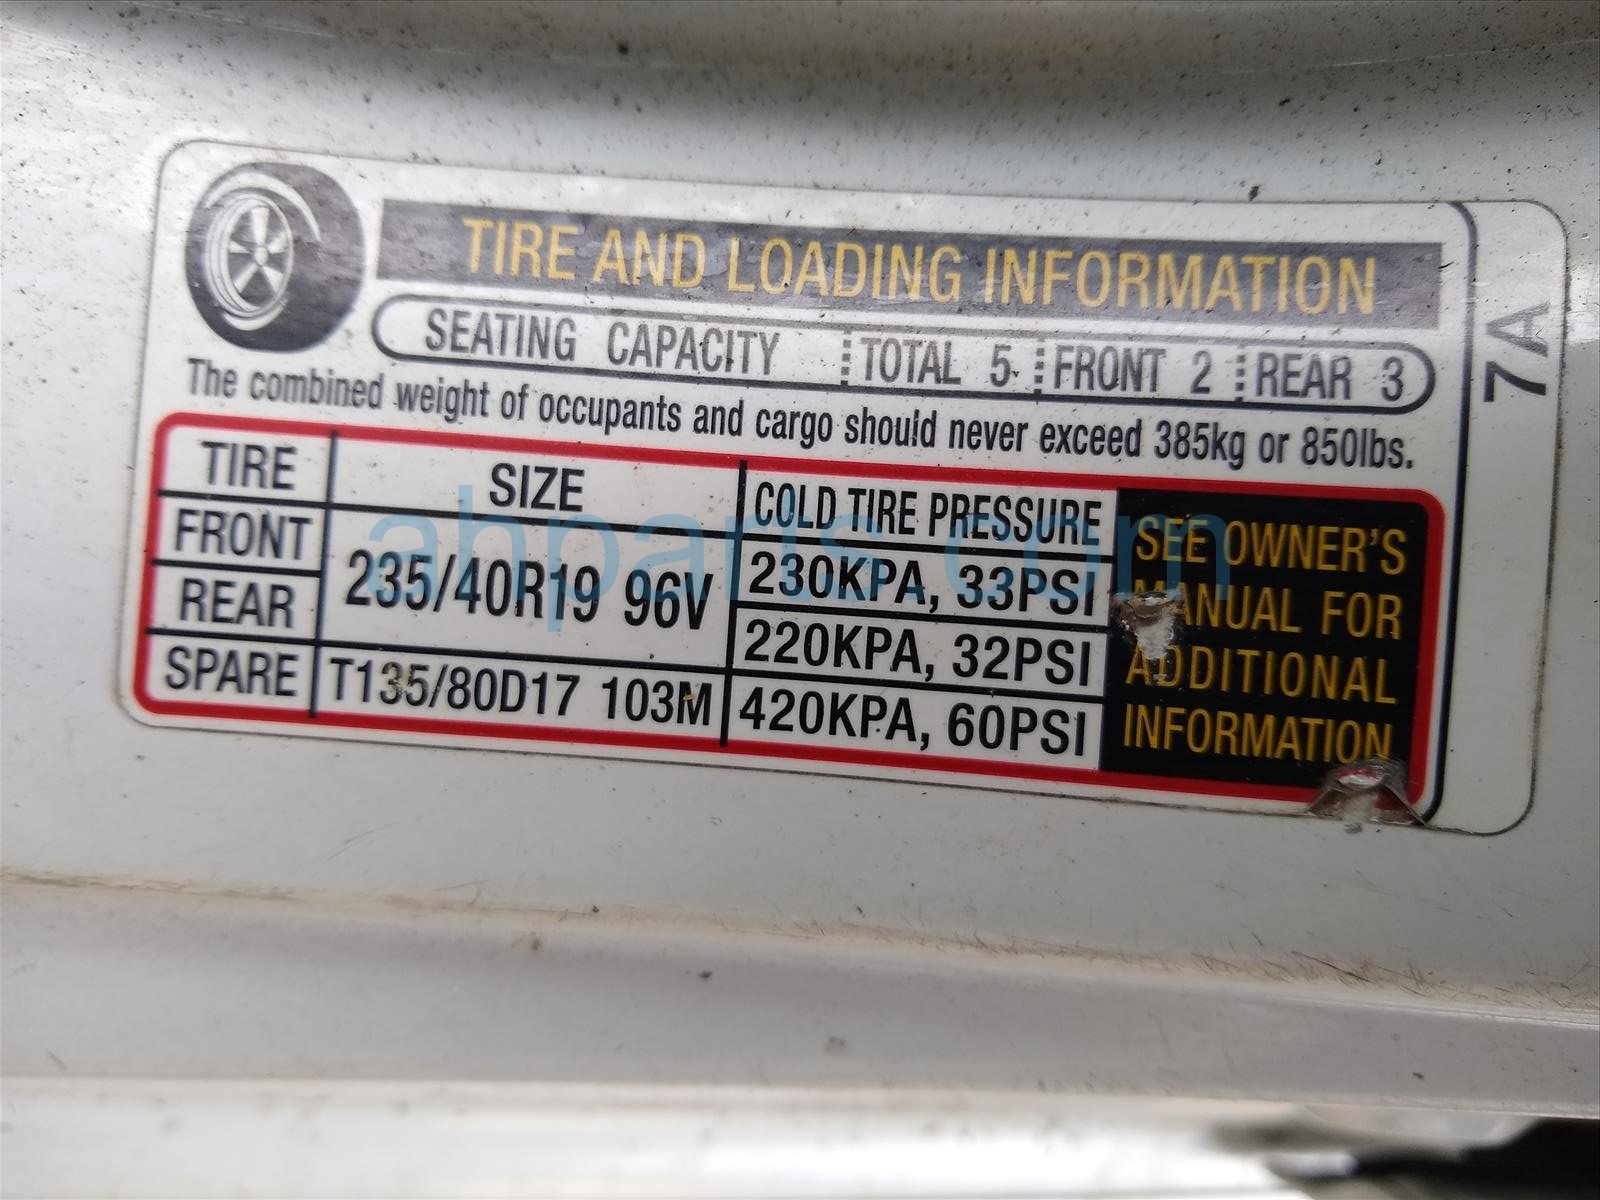 TIRE AND LOADING INFORMATION
SEATING CAPACITY TOTAL 5 FRONT 2 REAR 3
The combined weight of occupants and cargo should never exceed 385kg or 850lbs.
TIRE SIZE COLD TIRE PRESSURE
FRONT 235/40R19 96V 230KPA, 33PSI
REAR 220KPA, 32PSI
SPARE T135/80D17 103M 420KPA, 60PSI
SEE OWNER'S
MANUAL FOR
ADDITIONAL
INFORMATION
7A
ahparts.com